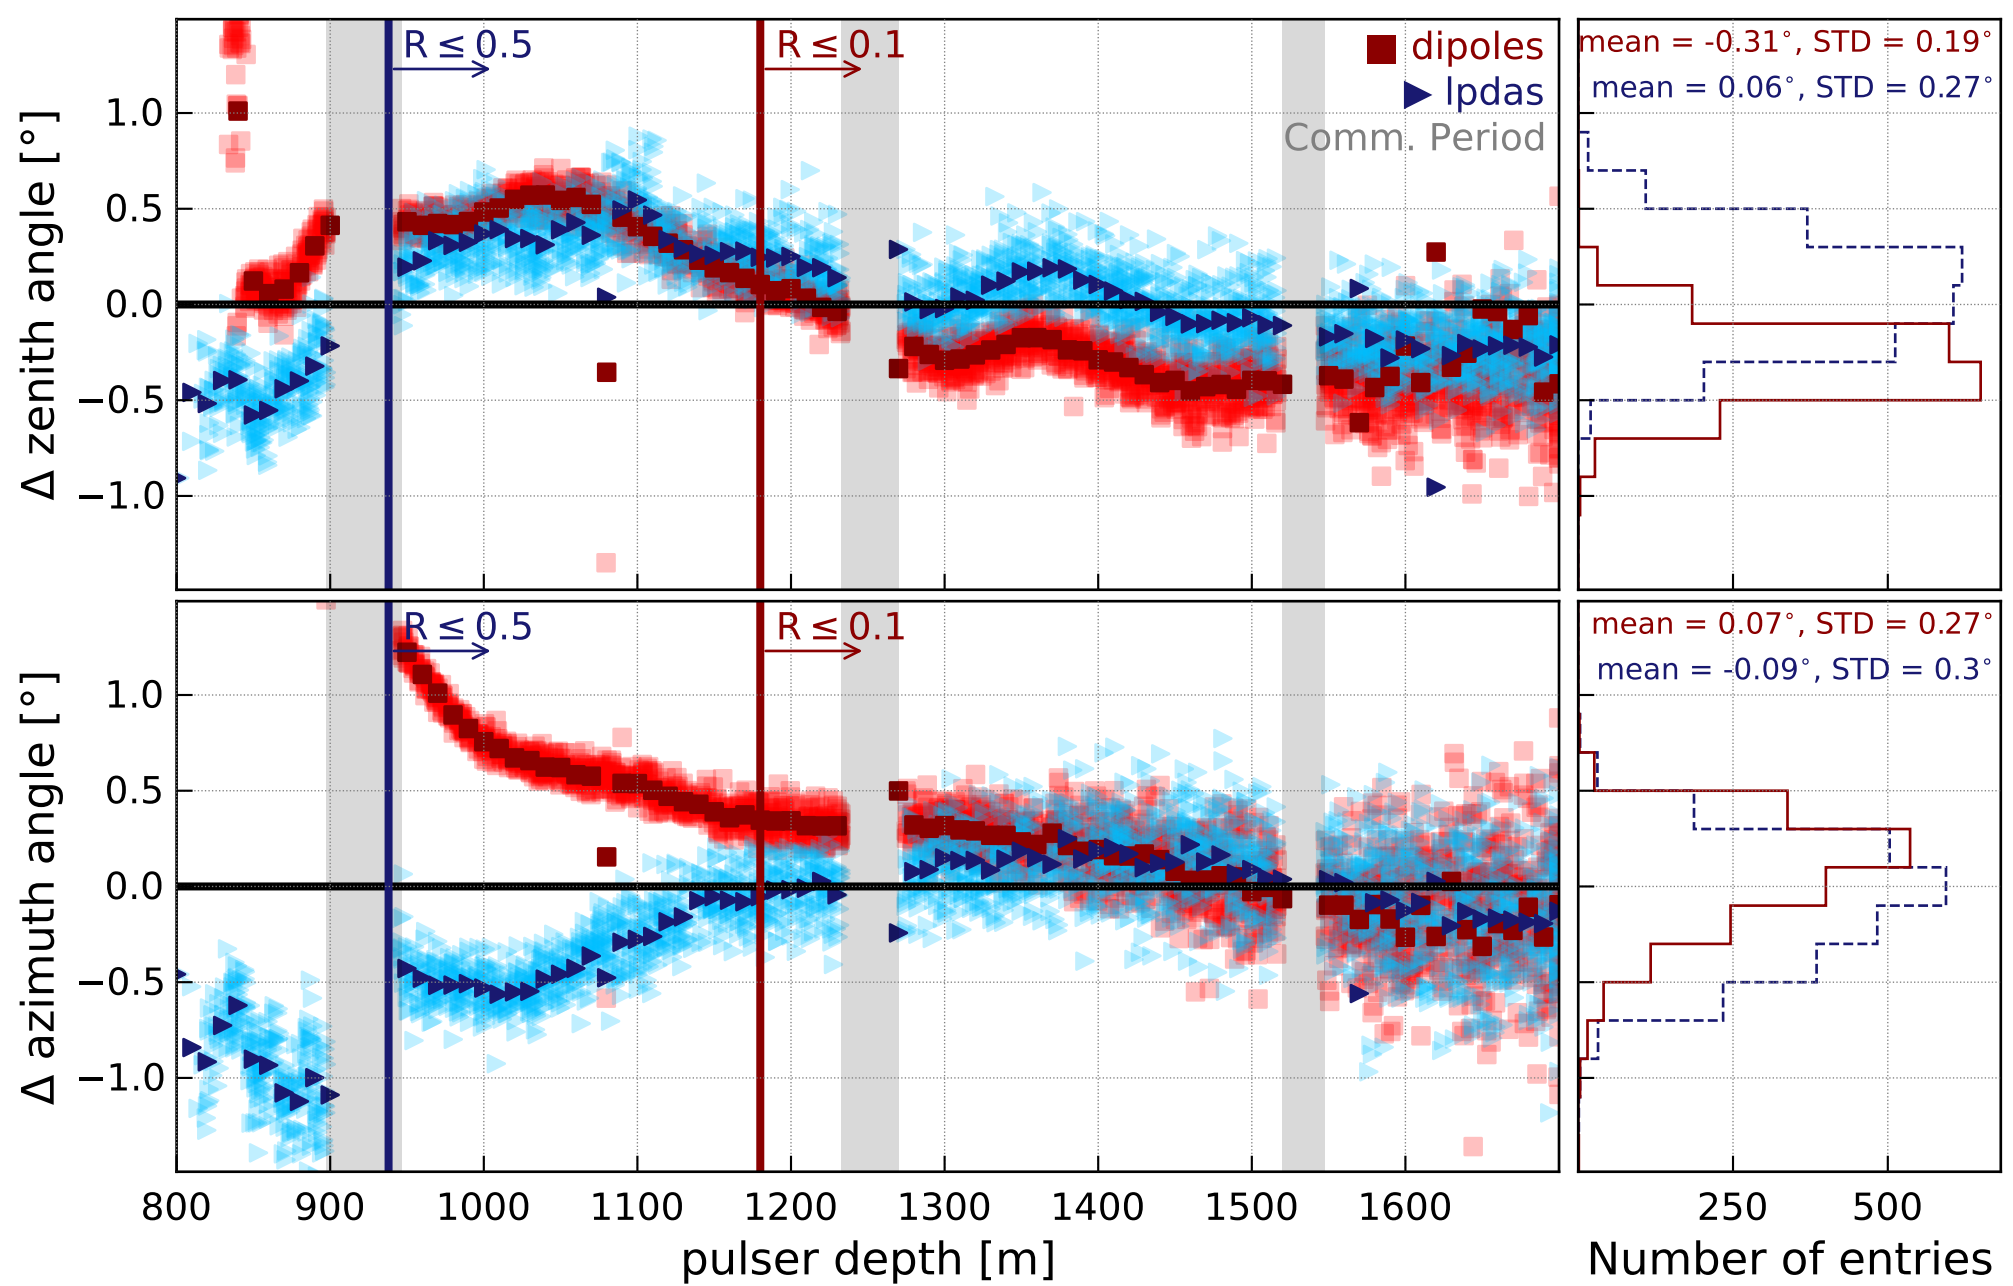 R ≤ 0.5
R ≤ 0.1
dipoles
lpdas
Comm. Period
mean = -0.31°, STD = 0.19°
mean = 0.06°, STD = 0.27°
Δ zenith angle [°]
1.0
0.5
0.0
−0.5
−1.0
R ≤ 0.5
R ≤ 0.1
mean = 0.07°, STD = 0.27°
mean = -0.09°, STD = 0.3°
Δ azimuth angle [°]
1.0
0.5
0.0
−0.5
−1.0
800 900 1000 1100 1200 1300 1400 1500 1600
250 500
pulser depth [m]
Number of entries